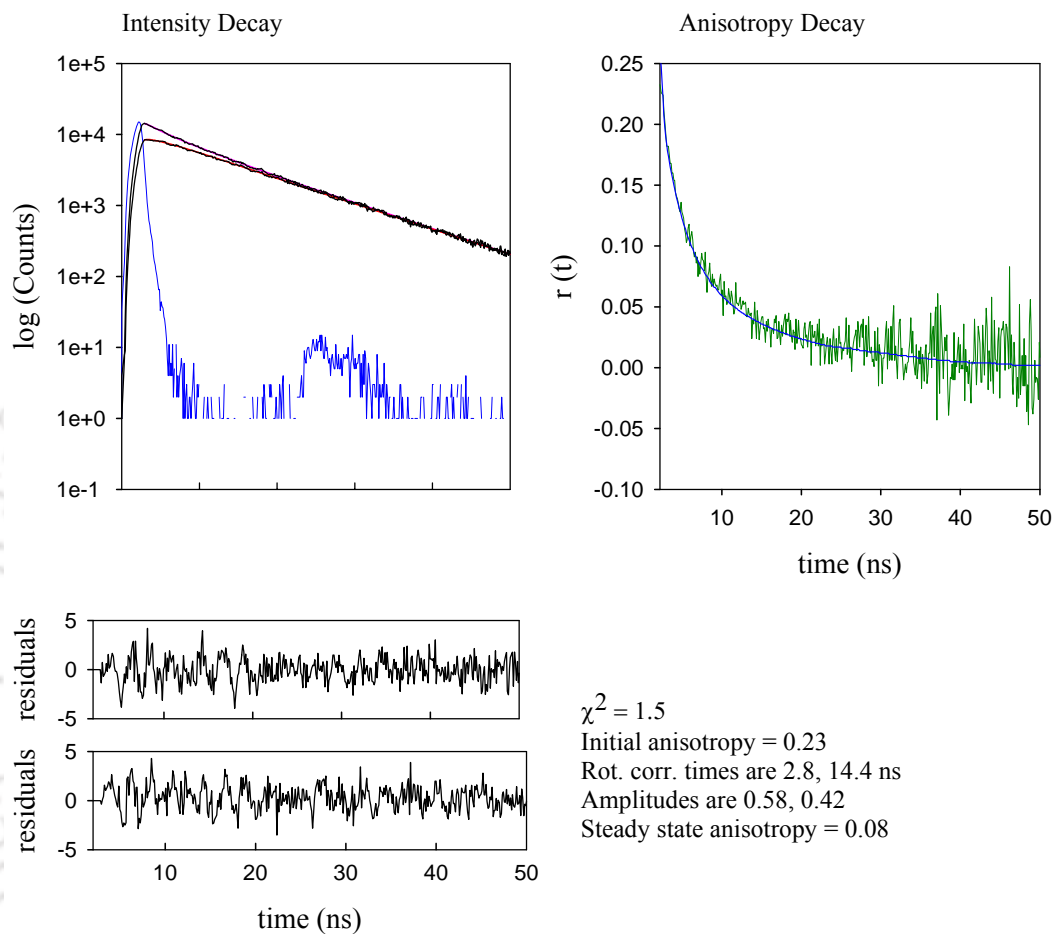 Intensity Decay
Anisotropy Decay
1e+5
1e+4
1e+3
1e+2
1e+1
1e+0
1e-1
log (Counts)
0.25
0.20
0.15
0.10
0.05
0.00
-0.05
-0.10
r (t)
10 20 30 40 50
time (ns)
5
0
-5
residuals
5
0
-5
residuals
10 20 30 40 50
time (ns)
χ² = 1.5
Initial anisotropy = 0.23
Rot. corr. times are 2.8, 14.4 ns
Amplitudes are 0.58, 0.42
Steady state anisotropy = 0.08